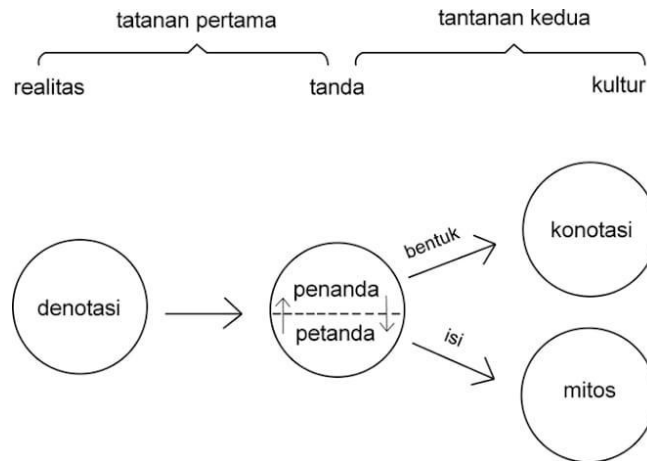 tatanan pertama tantanan kedua
realitas tanda kultur
denotasi
penanda
petanda
bentuk
isi
konotasi
mitos